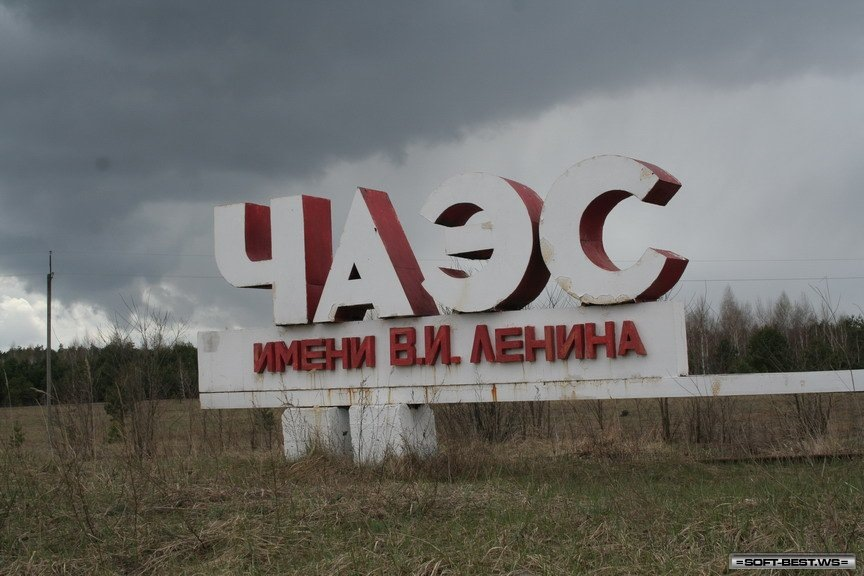 ЧАЭС
ИМЕНИ В.И. ЛЕНИНА
=SOFT-BEST.WS=